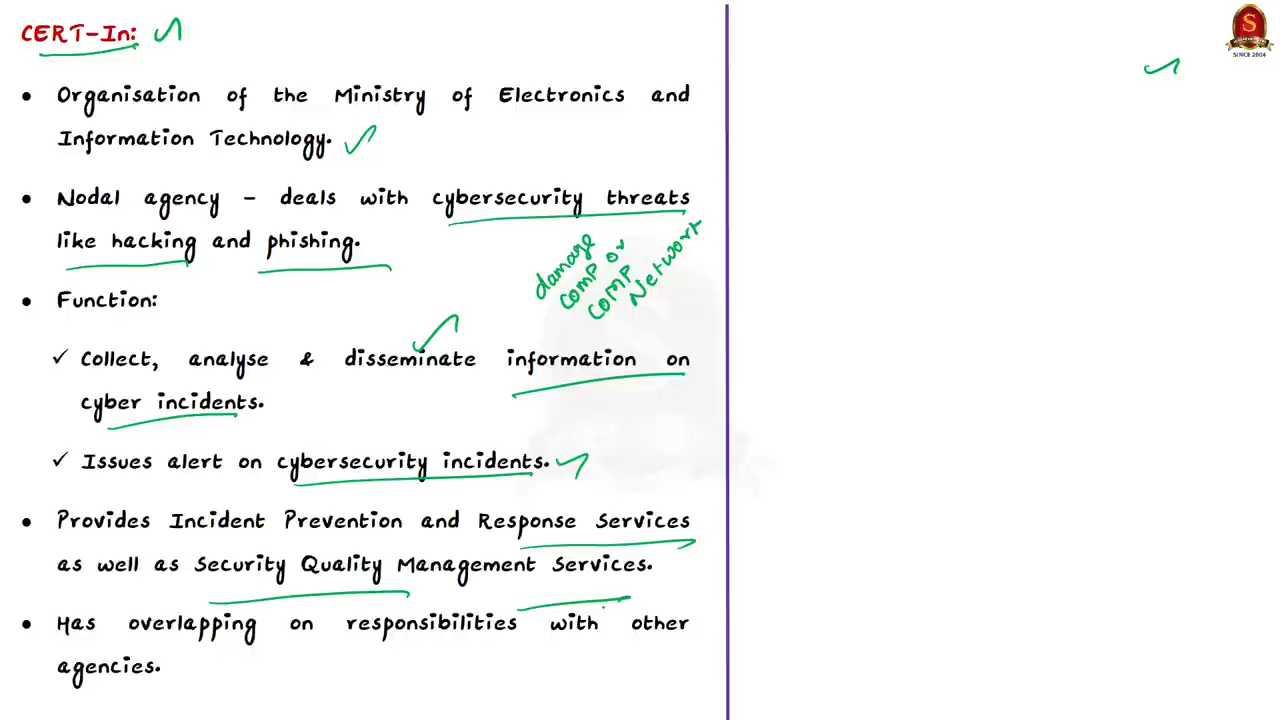 CERT-In:
• Organisation of the Ministry of Electronics and
Information Technology.
• Nodal agency - deals with cybersecurity threats
like hacking and phishing.
damage
comp or
comp
Network
• Function:
✓ Collect, analyse & disseminate information on
cyber incidents.
✓ Issues alert on cybersecurity incidents.
• Provides Incident Prevention and Response Services
as well as Security Quality Management Services.
• Has overlapping on responsibilities with other
agencies.
S
SINCE 2004